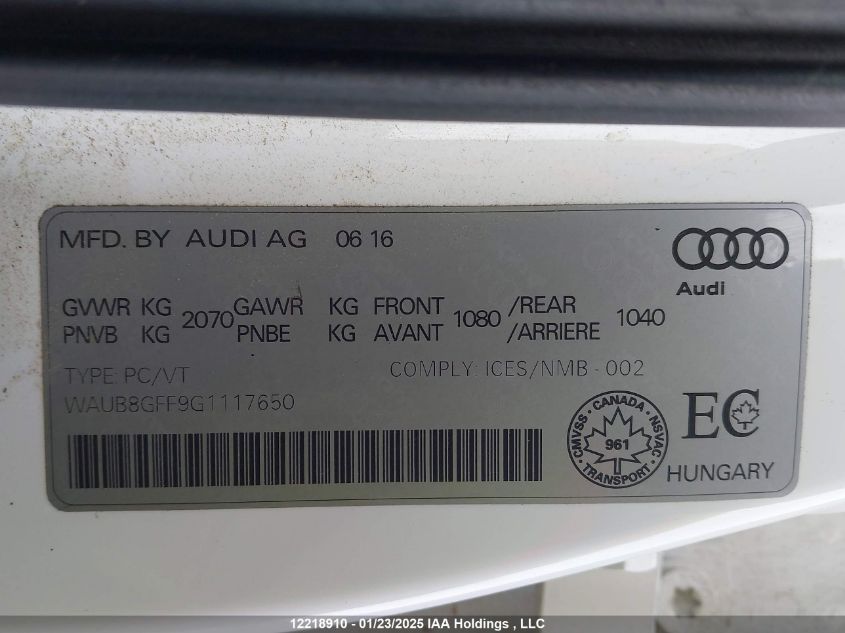 MFD. BY AUDI AG 06 16
Audi
GVWR KG 2070 GAWR KG FRONT 1080 /REAR 1040
PNVB KG PNBE KG AVANT /ARRIERE
TYPE: PC/VT COMPLY: ICES/NMB-002
WAUB8GFF9G1117650
CMVSS - CANADA - NSVAC - TRANSPORT
961
EC
HUNGARY
12218910 - 01/23/2025 IAA Holdings , LLC